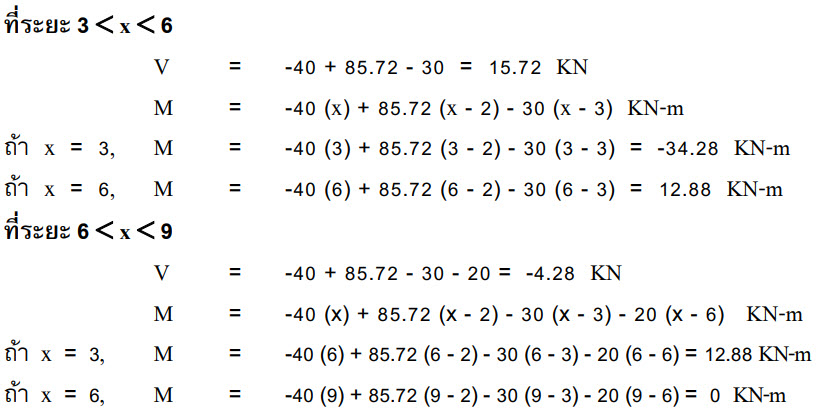 ที่ระยะ 3 < x < 6
V = -40 + 85.72 - 30 = 15.72 KN
M = -40 (x) + 85.72 (x - 2) - 30 (x - 3) KN-m
ถ้า x = 3, M = -40 (3) + 85.72 (3 - 2) - 30 (3 - 3) = -34.28 KN-m
ถ้า x = 6, M = -40 (6) + 85.72 (6 - 2) - 30 (6 - 3) = 12.88 KN-m
ที่ระยะ 6 < x < 9
V = -40 + 85.72 - 30 - 20 = -4.28 KN
M = -40 (x) + 85.72 (x - 2) - 30 (x - 3) - 20 (x - 6) KN-m
ถ้า x = 3, M = -40 (6) + 85.72 (6 - 2) - 30 (6 - 3) - 20 (6 - 6) = 12.88 KN-m
ถ้า x = 6, M = -40 (9) + 85.72 (9 - 2) - 30 (9 - 3) - 20 (9 - 6) = 0 KN-m